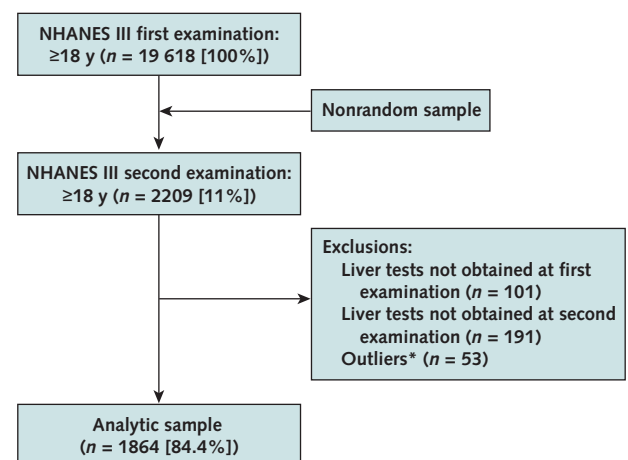 NHANES III first examination:
≥18 y (n = 19 618 [100%])
Nonrandom sample
NHANES III second examination:
≥18 y (n = 2209 [11%])
Exclusions:
Liver tests not obtained at first
examination (n = 101)
Liver tests not obtained at second
examination (n = 191)
Outliers* (n = 53)
Analytic sample
(n = 1864 [84.4%])